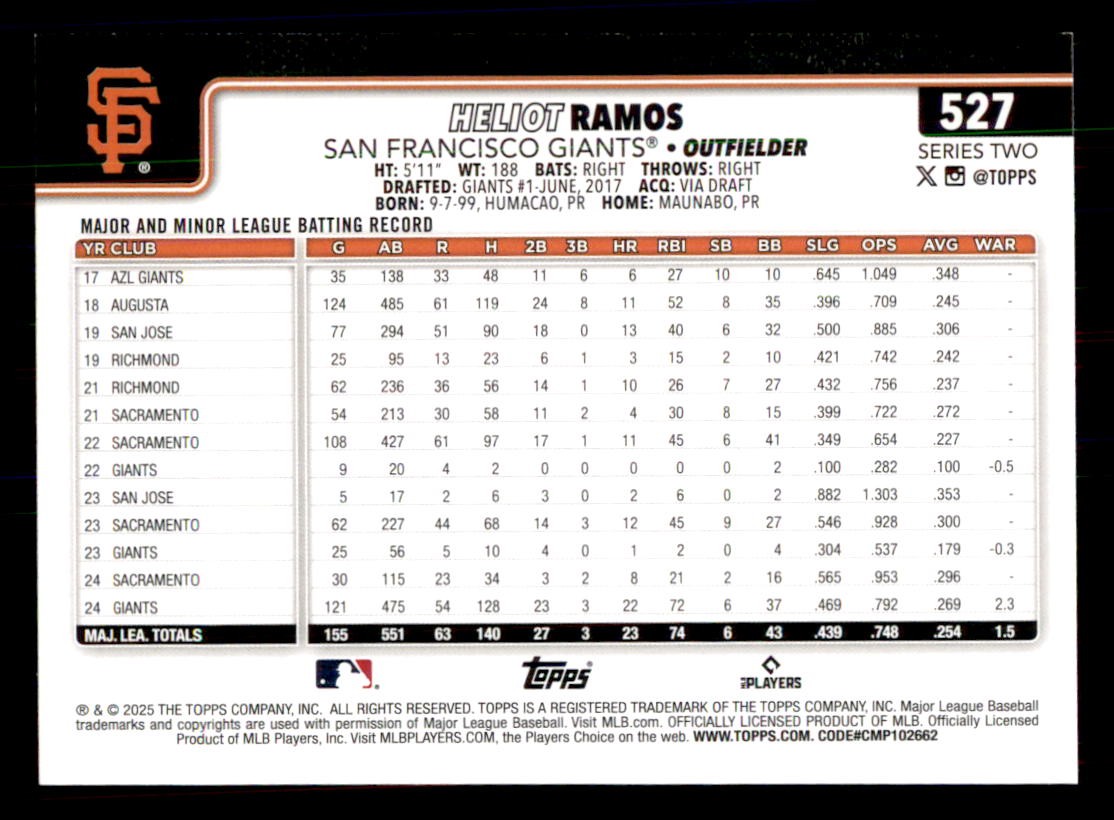 SF
®
HELIOT RAMOS
527
SAN FRANCISCO GIANTS® • OUTFIELDER
SERIES TWO
HT: 5'11" WT: 188 BATS: RIGHT THROWS: RIGHT
@TOPPS
DRAFTED: GIANTS #1-JUNE, 2017 ACQ: VIA DRAFT
BORN: 9-7-99, HUMACAO, PR HOME: MAUNABO, PR
MAJOR AND MINOR LEAGUE BATTING RECORD
YR CLUB G AB R H 2B 3B HR RBI SB BB SLG OPS AVG WAR
17 AZL GIANTS 35 138 33 48 11 6 6 27 10 10 .645 1.049 .348 -
18 AUGUSTA 124 485 61 119 24 8 11 52 8 35 .396 .709 .245 -
19 SAN JOSE 77 294 51 90 18 0 13 40 6 32 .500 .885 .306 -
19 RICHMOND 25 95 13 23 6 1 3 15 2 10 .421 .742 .242 -
21 RICHMOND 62 236 36 56 14 1 10 26 7 27 .432 .756 .237 -
21 SACRAMENTO 54 213 30 58 11 2 4 30 8 15 .399 .722 .272 -
22 SACRAMENTO 108 427 61 97 17 1 11 45 6 41 .349 .654 .227 -
22 GIANTS 9 20 4 2 0 0 0 0 0 2 .100 .282 .100 -0.5
23 SAN JOSE 5 17 2 6 3 0 2 6 0 2 .882 1.303 .353 -
23 SACRAMENTO 62 227 44 68 14 3 12 45 9 27 .546 .928 .300 -
23 GIANTS 25 56 5 10 4 0 1 2 0 4 .304 .537 .179 -0.3
24 SACRAMENTO 30 115 23 34 3 2 8 21 2 16 .565 .953 .296 -
24 GIANTS 121 475 54 128 23 3 22 72 6 37 .469 .792 .269 2.3
MAJ. LEA. TOTALS 155 551 63 140 27 3 23 74 6 43 .439 .748 .254 1.5
Topps®
MLB PLAYERS
® & © 2025 THE TOPPS COMPANY, INC. ALL RIGHTS RESERVED. TOPPS IS A REGISTERED TRADEMARK OF THE TOPPS COMPANY, INC. Major League Baseball
trademarks and copyrights are used with permission of Major League Baseball. Visit MLB.com. OFFICIALLY LICENSED PRODUCT OF MLB. Officially Licensed
Product of MLB Players, Inc. Visit MLBPLAYERS.COM, the Players Choice on the web. WWW.TOPPS.COM. CODE#CMP102662